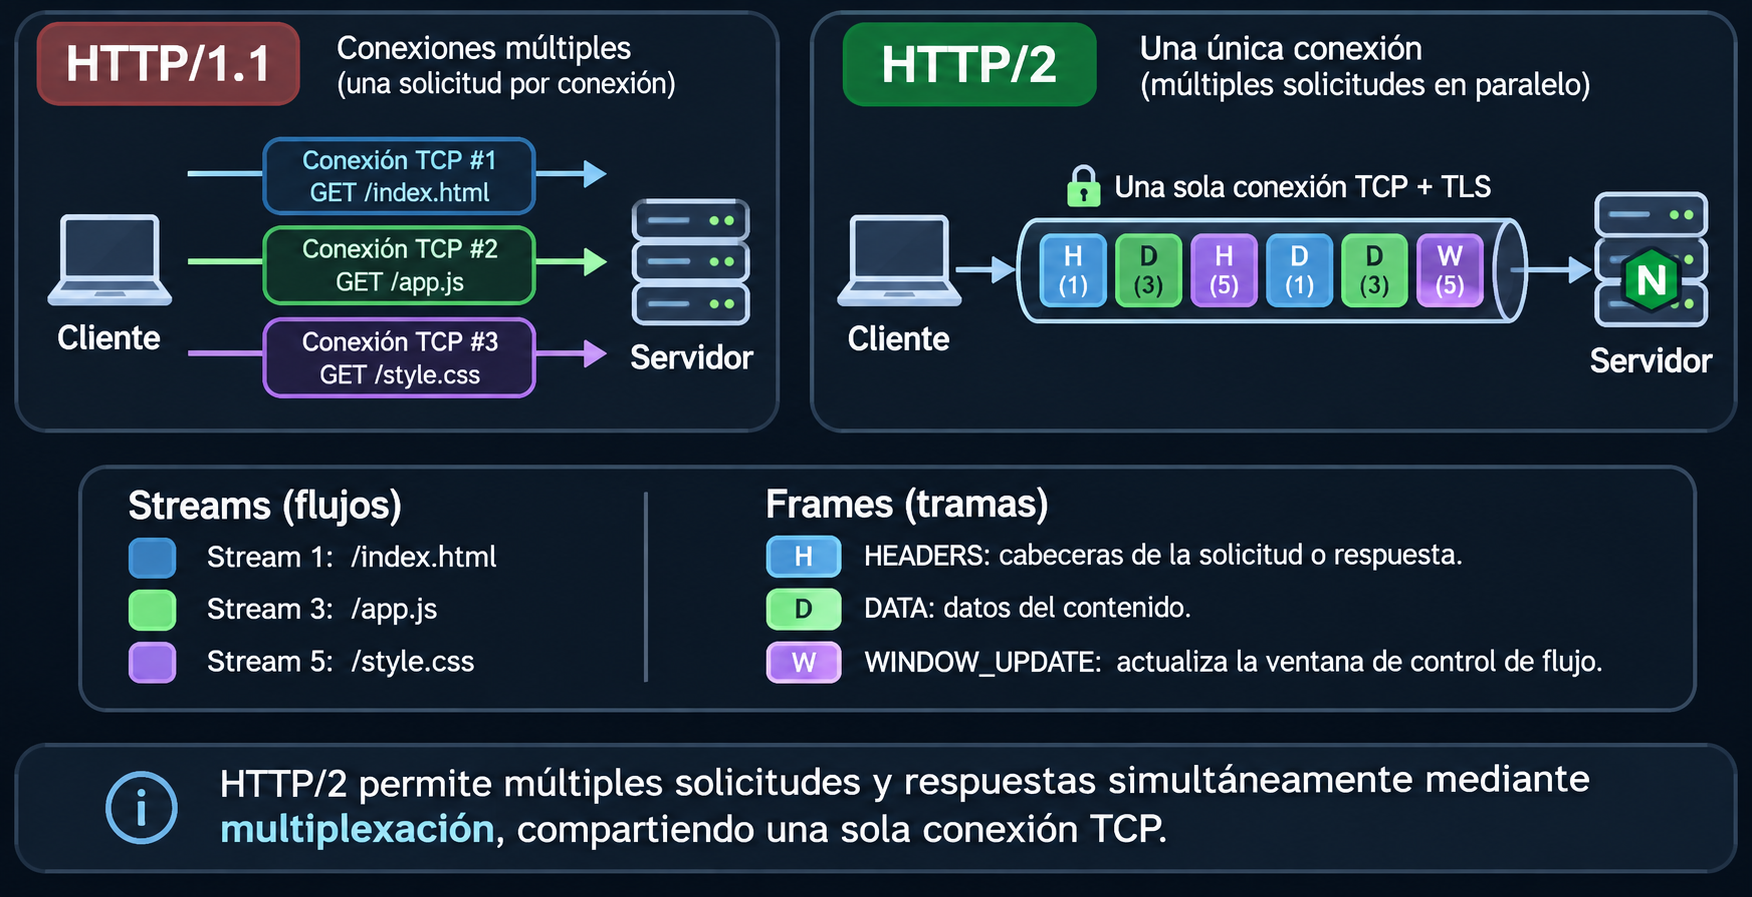 HTTP/1.1
Conexiones múltiples
(una solicitud por conexión)
Conexión TCP #1
GET /index.html
Conexión TCP #2
GET /app.js
Conexión TCP #3
GET /style.css
Cliente
Servidor
HTTP/2
Una única conexión
(múltiples solicitudes en paralelo)
Una sola conexión TCP + TLS
H (1)
D (3)
H (5)
D (1)
D (3)
W (5)
N
Cliente
Servidor
Streams (flujos)
Stream 1: /index.html
Stream 3: /app.js
Stream 5: /style.css
Frames (tramas)
H HEADERS: cabeceras de la solicitud o respuesta.
D DATA: datos del contenido.
W WINDOW_UPDATE: actualiza la ventana de control de flujo.
i
HTTP/2 permite múltiples solicitudes y respuestas simultáneamente mediante
multiplexación, compartiendo una sola conexión TCP.